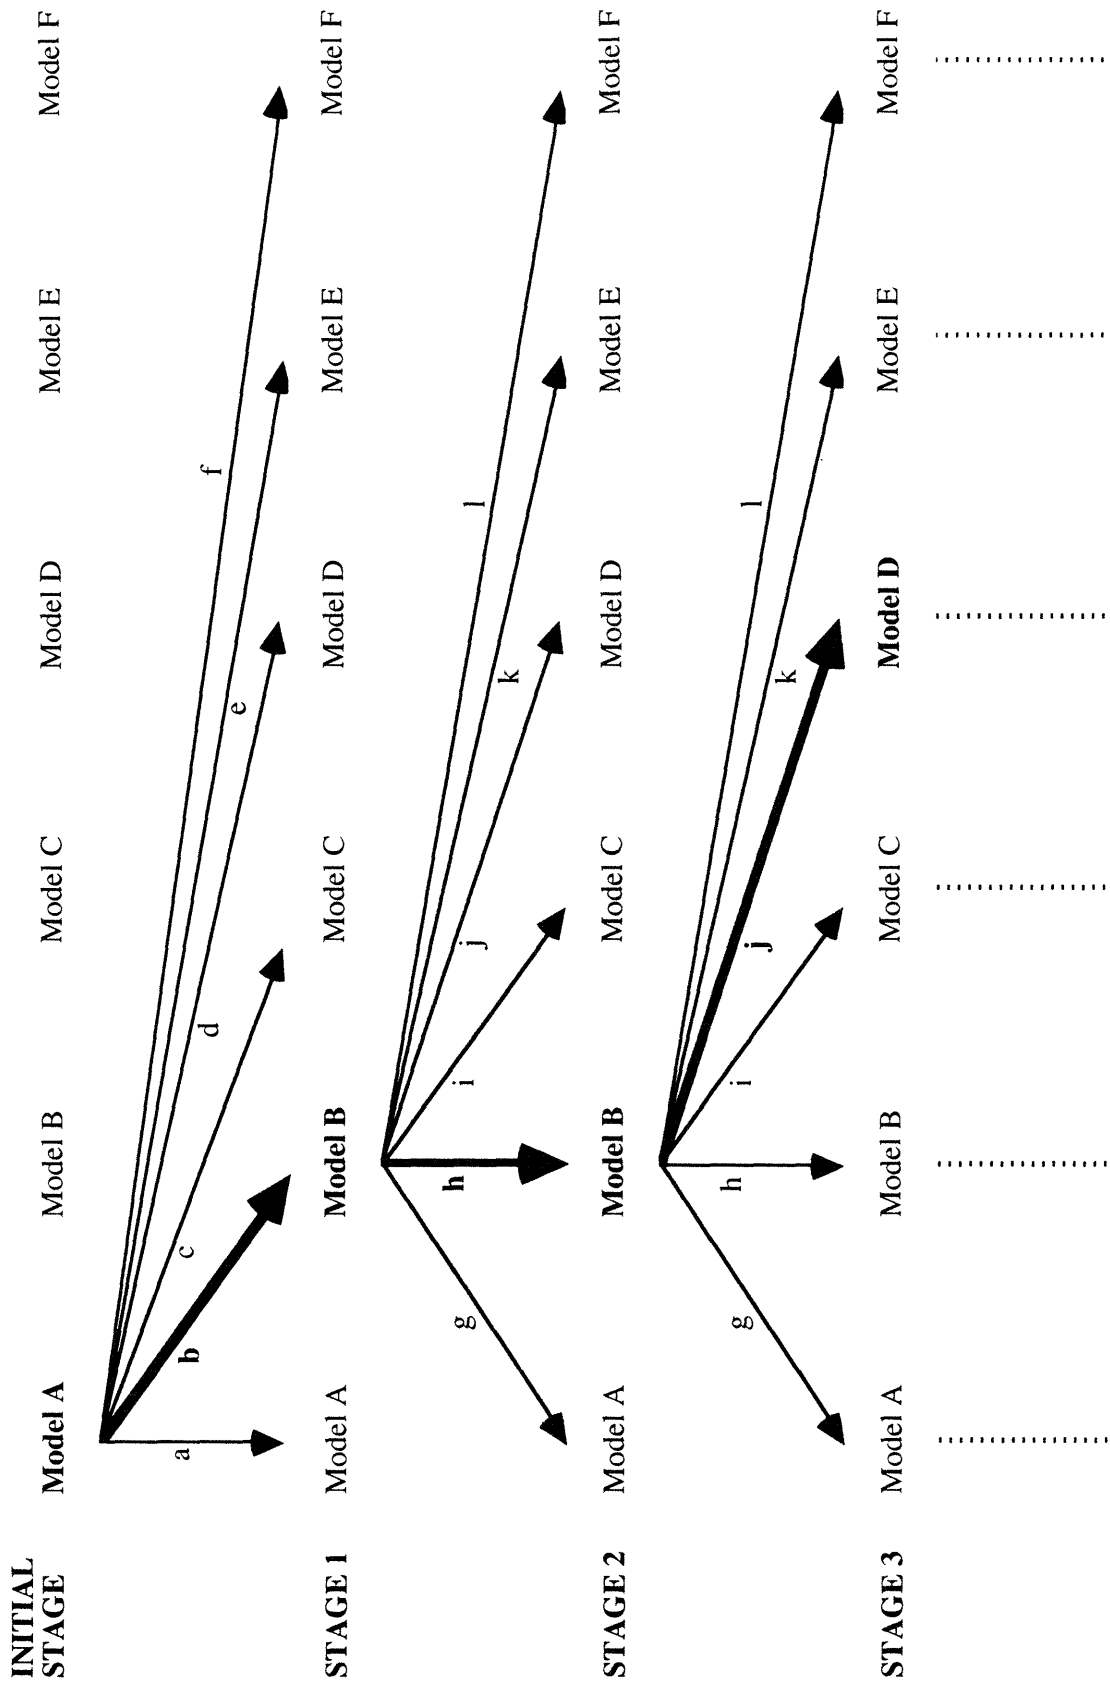 INITIAL
STAGE Model A Model B Model C Model D Model E Model F
a b c d e f
STAGE 1 Model A Model B Model C Model D Model E Model F
g h i j k l
STAGE 2 Model A Model B Model C Model D Model E Model F
g h i j k l
STAGE 3 Model A Model B Model C Model D Model E Model F